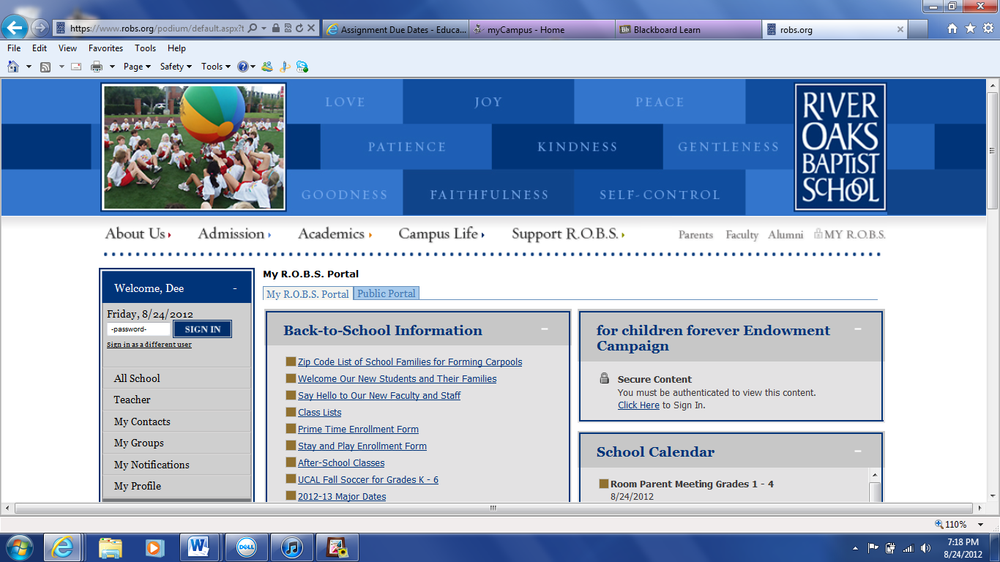 https://www.robs.org/podium/default.aspx?t
Assignment Due Dates - Educa...
myCampus - Home
Bb Blackboard Learn
robs.org
File Edit View Favorites Tools Help
Page Safety Tools
LOVE JOY PEACE
PATIENCE KINDNESS GENTLENESS
GOODNESS FAITHFULNESS SELF-CONTROL
RIVER
OAKS
BAPTIST
SCHOOL
About Us Admission Academics Campus Life Support R.O.B.S. Parents Faculty Alumni MY R.O.B.S.
Welcome, Dee -
Friday, 8/24/2012
-password- SIGN IN
Sign in as a different user
All School
Teacher
My Contacts
My Groups
My Notifications
My Profile
My R.O.B.S. Portal
My R.O.B.S. Portal Public Portal
Back-to-School Information
Zip Code List of School Families for Forming Carpools
Welcome Our New Students and Their Families
Say Hello to Our New Faculty and Staff
Class Lists
Prime Time Enrollment Form
Stay and Play Enrollment Form
After-School Classes
UCAL Fall Soccer for Grades K - 6
2012-13 Major Dates
for children forever Endowment
Campaign
Secure Content
You must be authenticated to view this content.
Click Here to Sign In.
School Calendar
Room Parent Meeting Grades 1 - 4
8/24/2012
110%
W
DELL
7:18 PM
8/24/2012